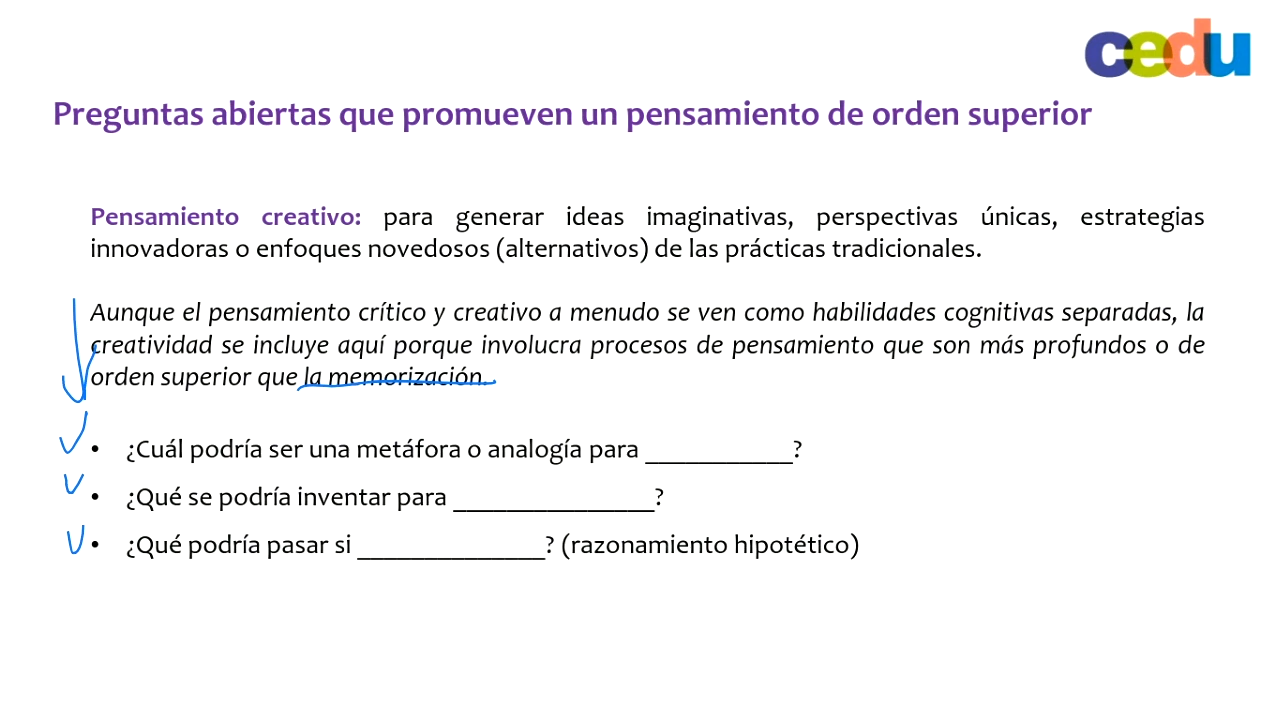 cedu
Preguntas abiertas que promueven un pensamiento de orden superior
Pensamiento creativo: para generar ideas imaginativas, perspectivas únicas, estrategias
innovadoras o enfoques novedosos (alternativos) de las prácticas tradicionales.
Aunque el pensamiento crítico y creativo a menudo se ven como habilidades cognitivas separadas, la
creatividad se incluye aquí porque involucra procesos de pensamiento que son más profundos o de
orden superior que la memorización.
• ¿Cuál podría ser una metáfora o analogía para ___________?
• ¿Qué se podría inventar para _______________?
• ¿Qué podría pasar si ______________? (razonamiento hipotético)